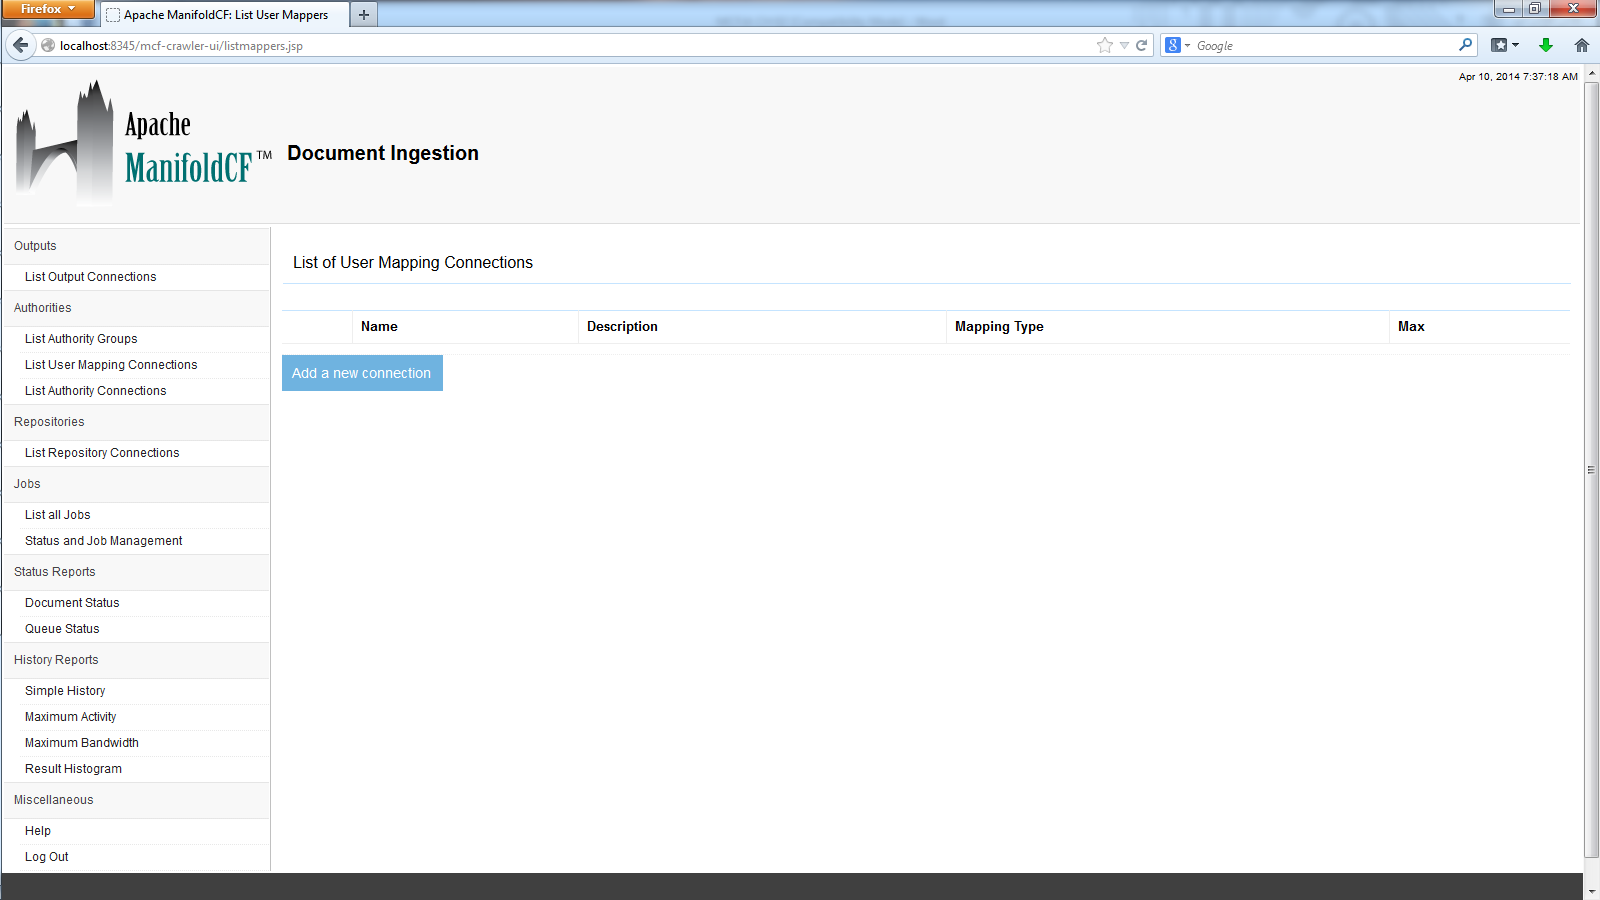 Firefox
Apache ManifoldCF: List User Mappers
localhost:8345/mcf-crawler-ui/listmappers.jsp
Google
Apr 10, 2014 7:37:18 AM
Apache
ManifoldCF™
Document Ingestion
Outputs
List Output Connections
Authorities
List Authority Groups
List User Mapping Connections
List Authority Connections
Repositories
List Repository Connections
Jobs
List all Jobs
Status and Job Management
Status Reports
Document Status
Queue Status
History Reports
Simple History
Maximum Activity
Maximum Bandwidth
Result Histogram
Miscellaneous
Help
Log Out
List of User Mapping Connections
Name Description Mapping Type Max
Add a new connection